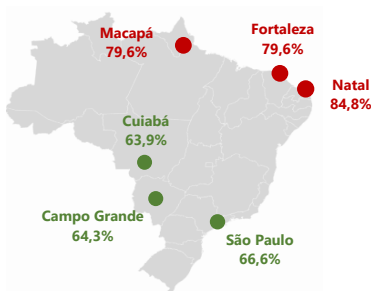 Macapá
79,6%
Fortaleza
79,6%
Natal
84,8%
Cuiabá
63,9%
Campo Grande
64,3%
São Paulo
66,6%